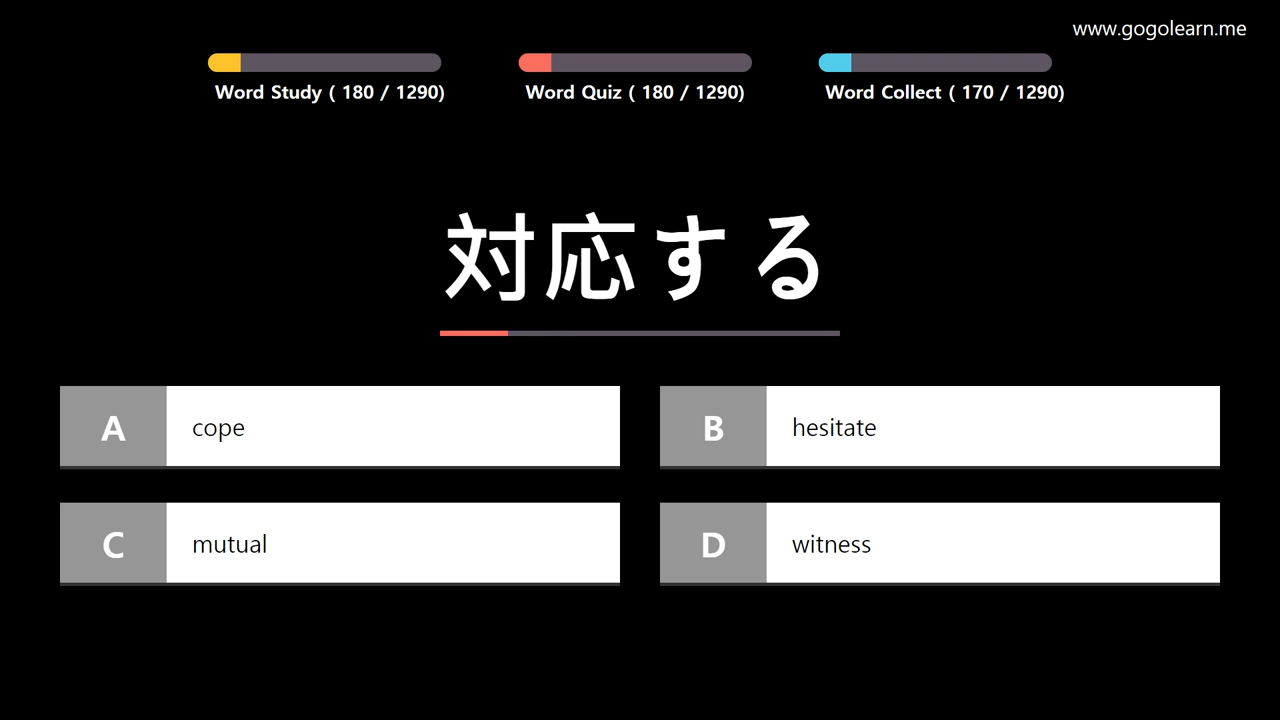 www.gogolearn.me
Word Study ( 180 / 1290)
Word Quiz ( 180 / 1290)
Word Collect ( 170 / 1290)
対応する
A cope
B hesitate
C mutual
D witness